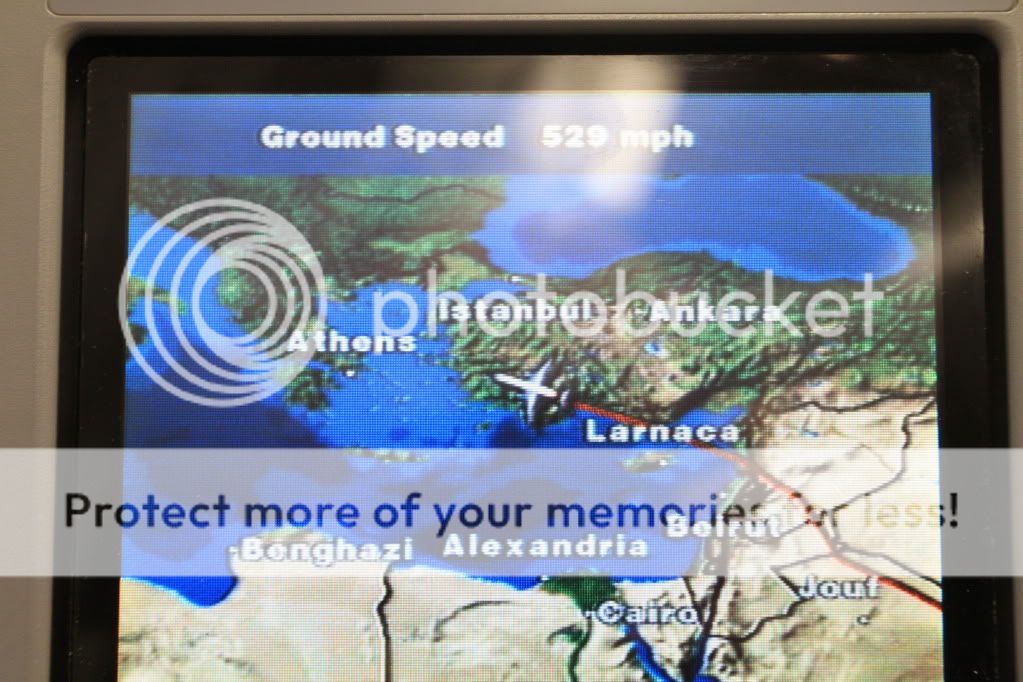 Ground Speed 529 mph
photobucket
Istanbul Ankara
Athens
Larnaca
Protect more of your memories for less!
Beirut
Benghazi Alexandria
Jouf
Cairo